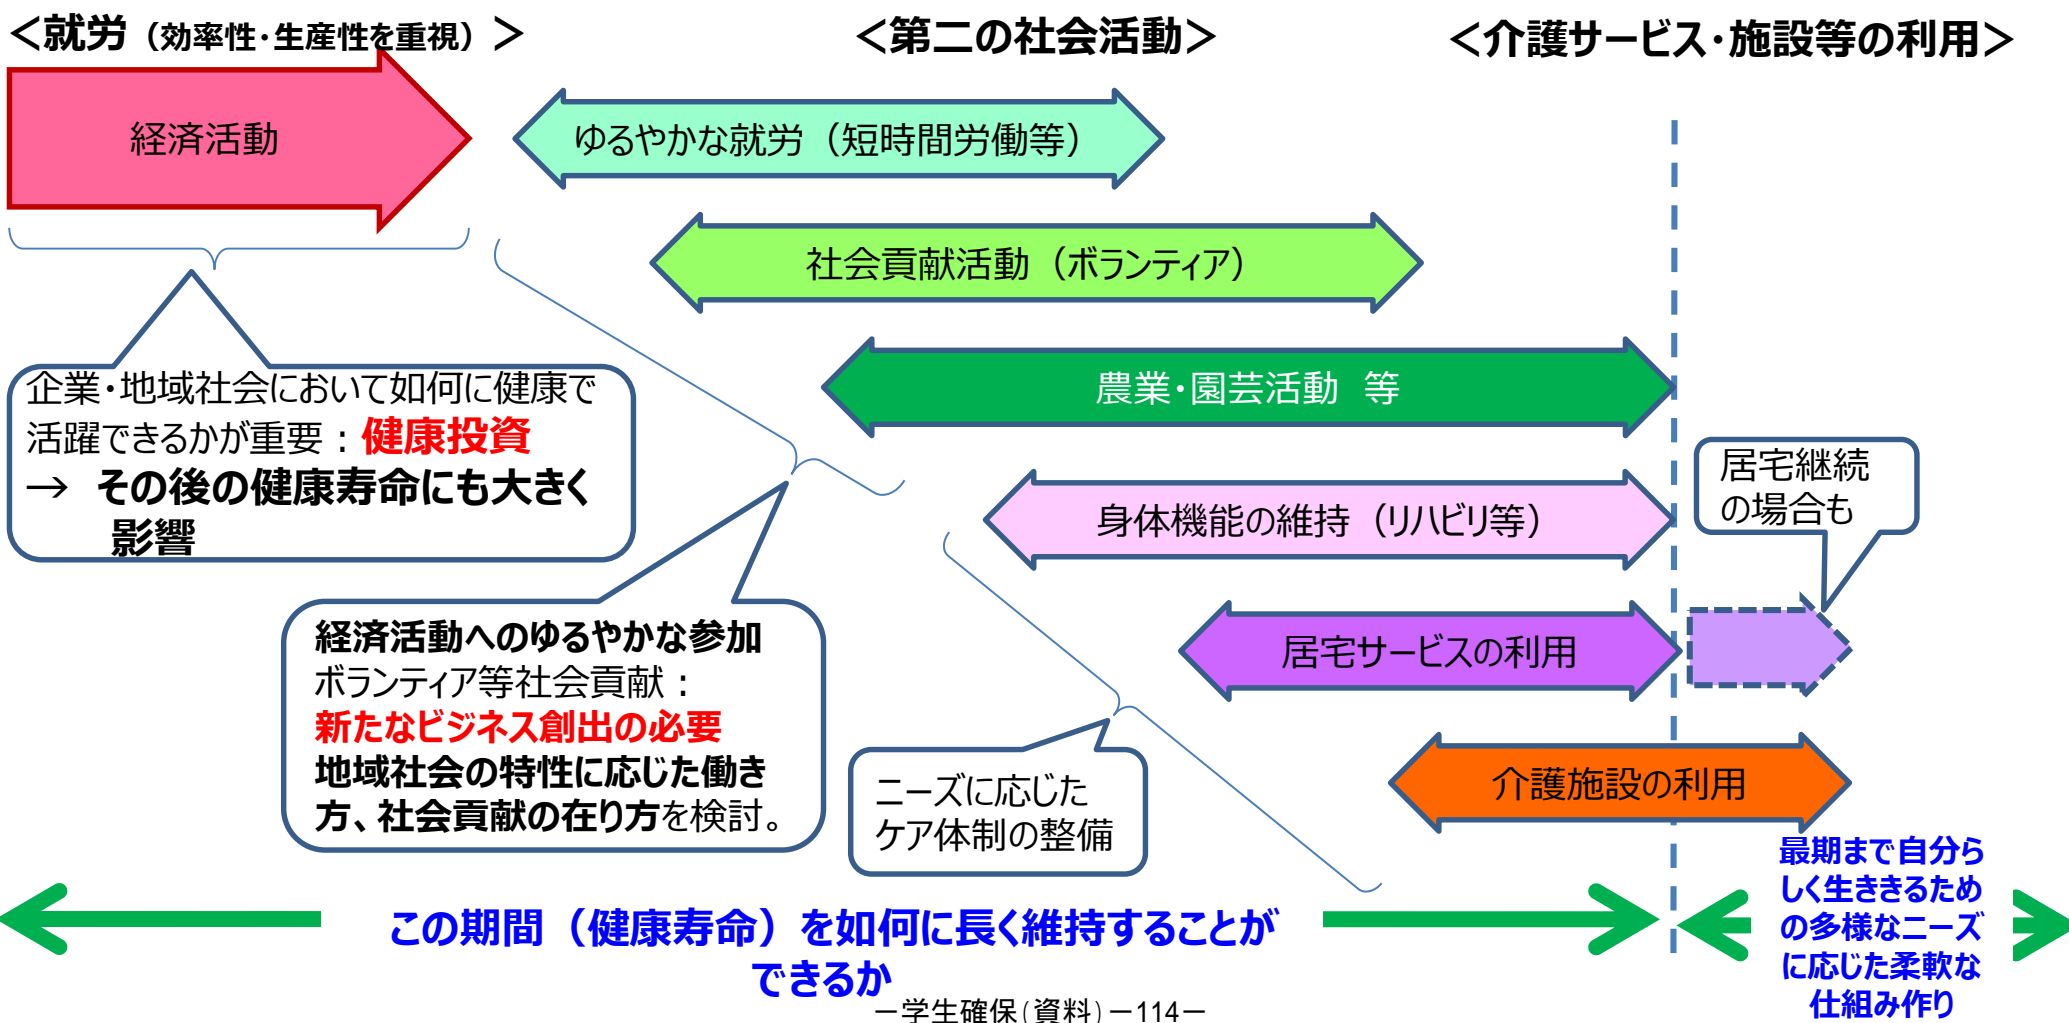 ＜就労（効率性・生産性を重視）＞
＜第二の社会活動＞
＜介護サービス・施設等の利用＞
経済活動
ゆるやかな就労（短時間労働等）
社会貢献活動（ボランティア）
農業・園芸活動　等
企業・地域社会において如何に健康で
活躍できるかが重要：健康投資
→　その後の健康寿命にも大きく
影響
身体機能の維持（リハビリ等）
居宅継続
の場合も
居宅サービスの利用
経済活動へのゆるやかな参加
ボランティア等社会貢献：
新たなビジネス創出の必要
地域社会の特性に応じた働き
方、社会貢献の在り方を検討。
ニーズに応じた
ケア体制の整備
介護施設の利用
この期間（健康寿命）を如何に長く維持することが
できるか
最期まで自分ら
しく生ききるため
の多様なニーズ
に応じた柔軟な
仕組み作り
－学生確保(資料)－114－